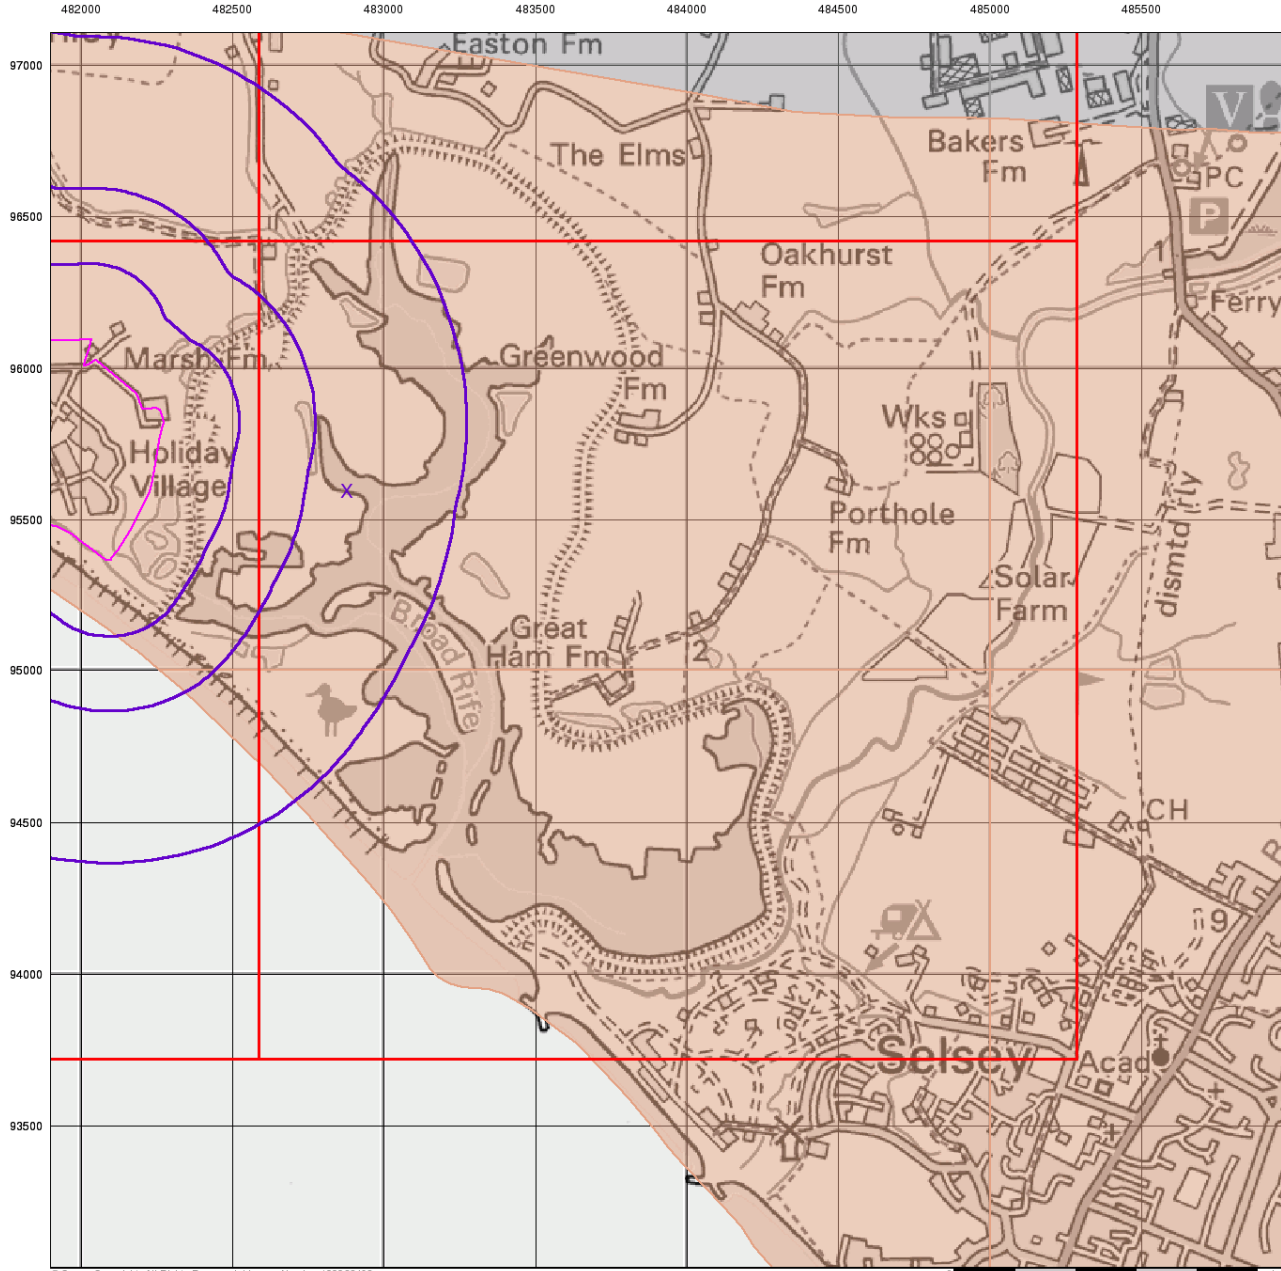 482000 482500 483000 483500 484000 484500 485000 485500
97000
96500
96000
95500
95000
94500
94000
93500
Easton Fm
V
The Elms
Bakers
Fm
PC
P
Oakhurst
Fm
1
Ferry
Marsh Fm
Greenwood
Fm
Wks
Holiday
Village
X
Porthole
Fm
Solar
Farm
dismtd rly
Broad Rife
Great
Ham Fm
2
CH
9
Selsey
Acad